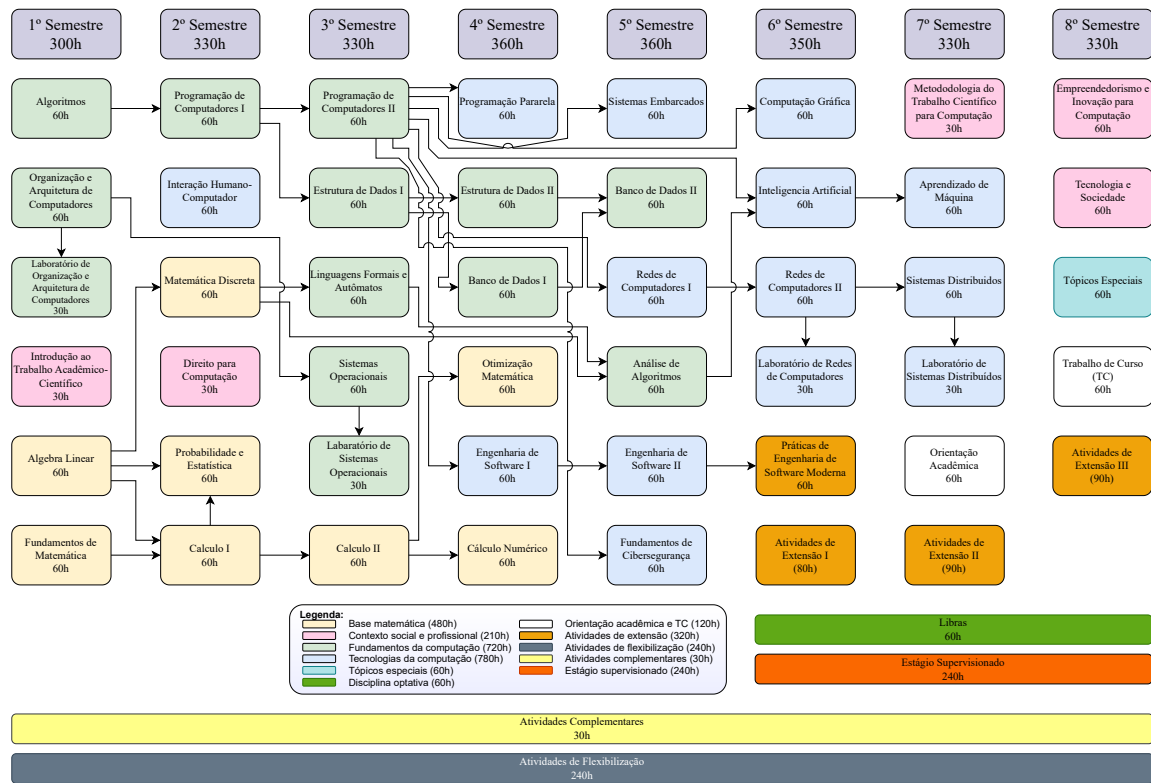 1º Semestre
300h
2º Semestre
330h
3º Semestre
330h
4º Semestre
360h
5º Semestre
360h
6º Semestre
350h
7º Semestre
330h
8º Semestre
330h
Algoritmos
60h
Programação de
Computadores I
60h
Programação de
Computadores II
60h
Programação Pararela
60h
Sistemas Embarcados
60h
Computação Gráfica
60h
Metododologia do
Trabalho Científico
para Computação
30h
Empreendedorismo e
Inovação para
Computação
60h
Organização e
Arquitetura de
Computadores
60h
Interação Humano-
Computador
60h
Estrutura de Dados I
60h
Estrutura de Dados II
60h
Banco de Dados II
60h
Inteligencia Artificial
60h
Aprendizado de
Máquina
60h
Tecnologia e
Sociedade
60h
Laboratório de
Organização e
Arquitetura de
Computadores
30h
Matemática Discreta
60h
Linguagens Formais e
Autômatos
60h
Banco de Dados I
60h
Redes de
Computadores I
60h
Redes de
Computadores II
60h
Sistemas Distribuidos
60h
Tópicos Especiais
60h
Introdução ao
Trabalho Acadêmico-
Científico
30h
Direito para
Computação
30h
Sistemas
Operacionais
60h
Otimização
Matemática
60h
Análise de
Algoritmos
60h
Laboratório de Redes
de Computadores
30h
Laboratório de
Sistemas Distribuídos
30h
Trabalho de Curso
(TC)
60h
Algebra Linear
60h
Probabilidade e
Estatística
60h
Labaratório de
Sistemas
Operacionais
30h
Engenharia de
Software I
60h
Engenharia de
Software II
60h
Práticas de
Engenharia de
Software Moderna
60h
Orientação
Acadêmica
60h
Atividades de
Extensão III
(90h)
Fundamentos de
Matemática
60h
Calculo I
60h
Calculo II
60h
Cálculo Numérico
60h
Fundamentos de
Cibersegurança
60h
Atividades de
Extensão I
(80h)
Atividades de
Extensão II
(90h)
Legenda:
Base matemática (480h)
Contexto social e profissional (210h)
Fundamentos da computação (720h)
Tecnologias da computação (780h)
Tópicos especiais (60h)
Disciplina optativa (60h)
Orientação acadêmica e TC (120h)
Atividades de extensão (320h)
Atividades de flexibilização (240h)
Atividades complementares (30h)
Estágio supervisionado (240h)
Libras
60h
Estágio Supervisionado
240h
Atividades Complementares
30h
Atividades de Flexibilização
240h